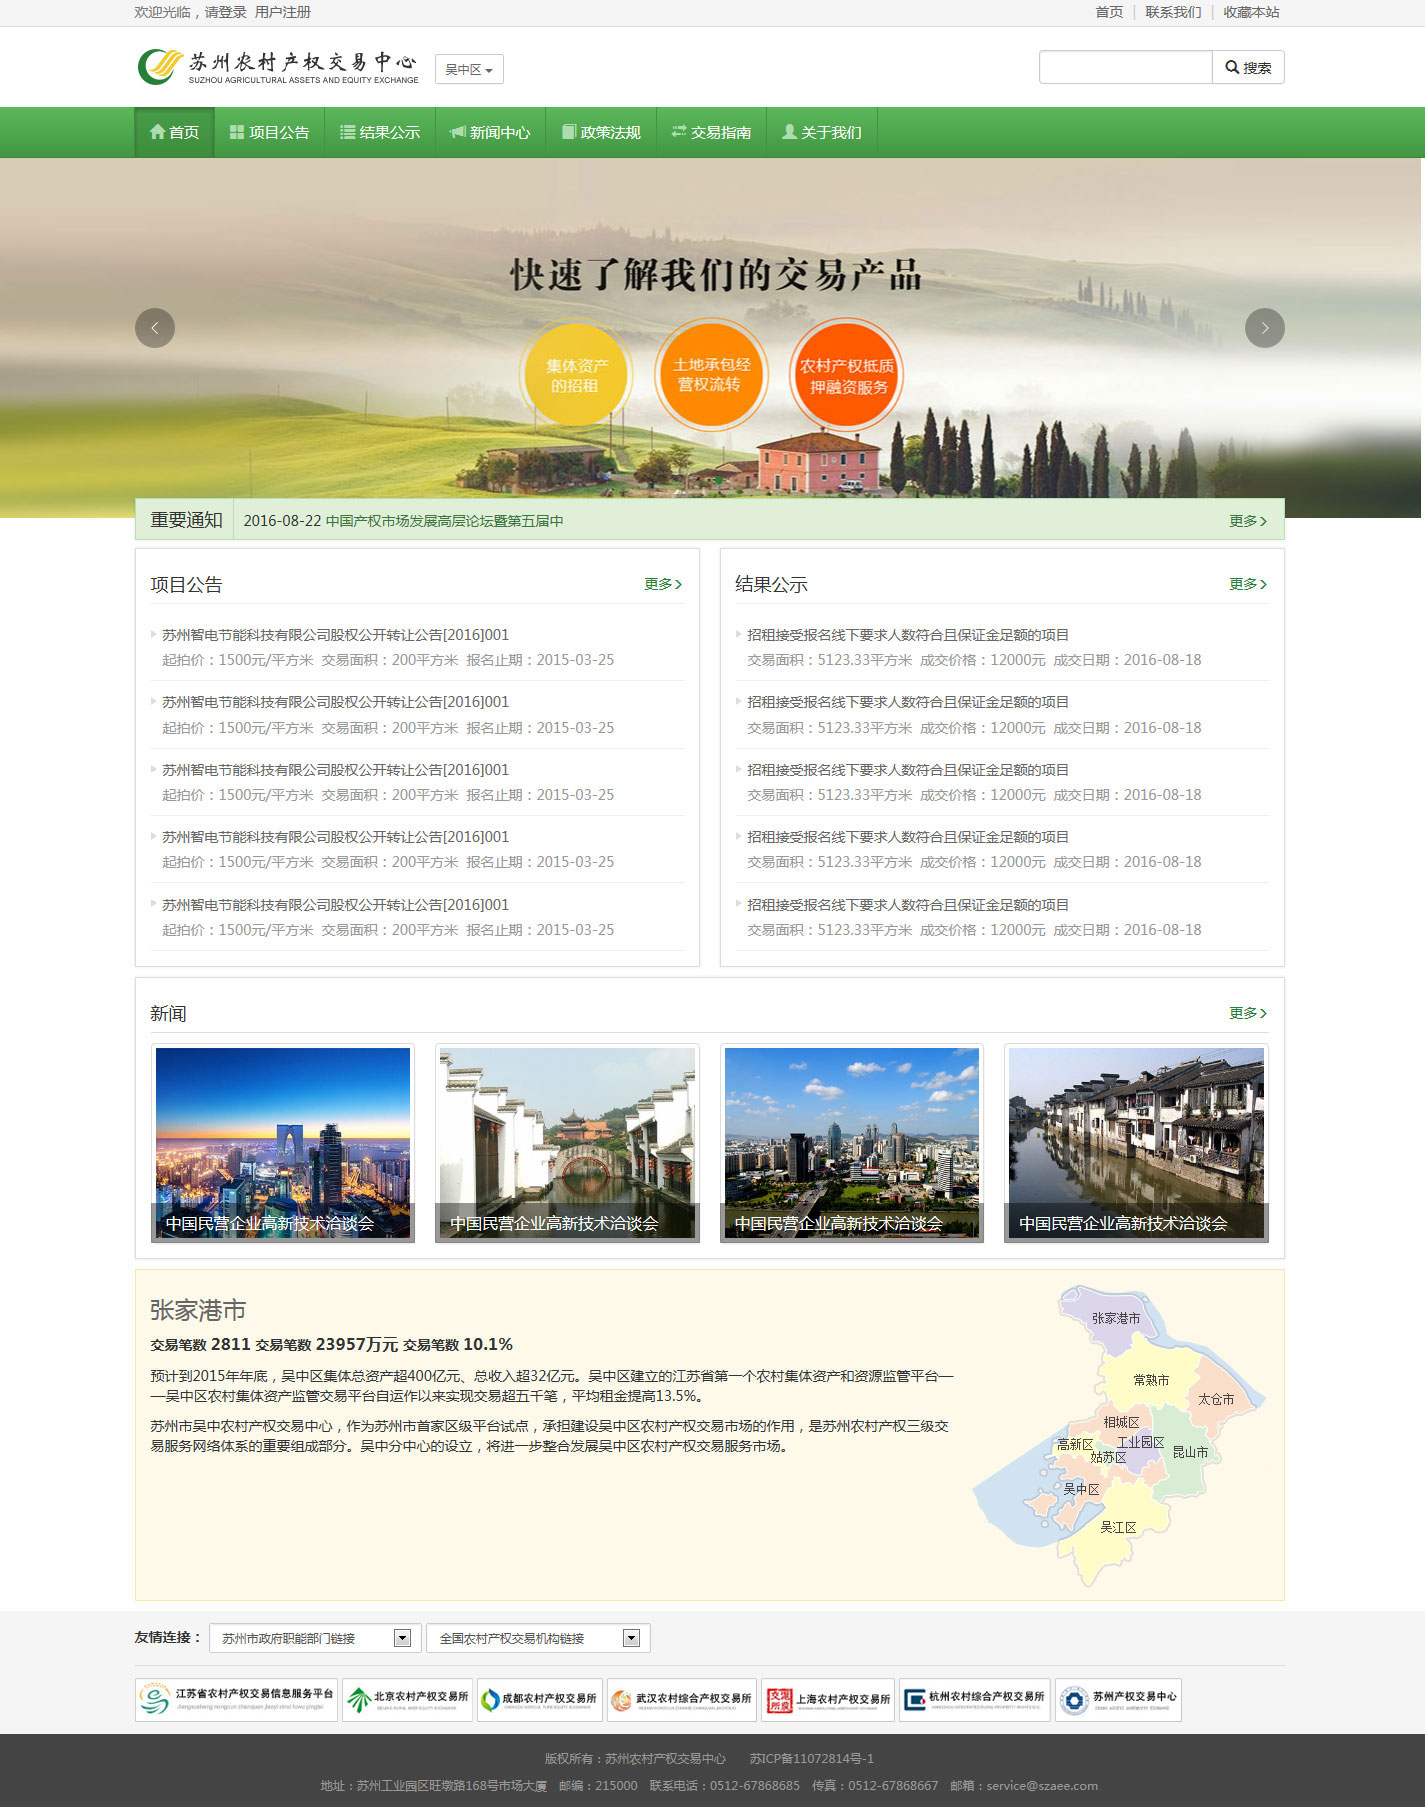 欢迎光临，请登录 用户注册
首页 | 联系我们 | 收藏本站
苏州农村产权交易中心
SUZHOU AGRICULTURAL ASSETS AND EQUITY EXCHANGE
吴中区
搜索
首页 项目公告 结果公示 新闻中心 政策法规 交易指南 关于我们
快速了解我们的交易产品
集体资产
的招租
土地承包经
营权流转
农村产权抵质
押融资服务
重要通知 2016-08-22 中国产权市场发展高层论坛暨第五届中 更多
项目公告 更多
苏州智电节能科技有限公司股权公开转让公告[2016]001
起拍价：1500元/平方米 交易面积：200平方米 报名止期：2015-03-25
苏州智电节能科技有限公司股权公开转让公告[2016]001
起拍价：1500元/平方米 交易面积：200平方米 报名止期：2015-03-25
苏州智电节能科技有限公司股权公开转让公告[2016]001
起拍价：1500元/平方米 交易面积：200平方米 报名止期：2015-03-25
苏州智电节能科技有限公司股权公开转让公告[2016]001
起拍价：1500元/平方米 交易面积：200平方米 报名止期：2015-03-25
苏州智电节能科技有限公司股权公开转让公告[2016]001
起拍价：1500元/平方米 交易面积：200平方米 报名止期：2015-03-25
结果公示 更多
招租接受报名线下要求人数符合且保证金足额的项目
交易面积：5123.33平方米 成交价格：12000元 成交日期：2016-08-18
招租接受报名线下要求人数符合且保证金足额的项目
交易面积：5123.33平方米 成交价格：12000元 成交日期：2016-08-18
招租接受报名线下要求人数符合且保证金足额的项目
交易面积：5123.33平方米 成交价格：12000元 成交日期：2016-08-18
招租接受报名线下要求人数符合且保证金足额的项目
交易面积：5123.33平方米 成交价格：12000元 成交日期：2016-08-18
招租接受报名线下要求人数符合且保证金足额的项目
交易面积：5123.33平方米 成交价格：12000元 成交日期：2016-08-18
新闻 更多
中国民营企业高新技术洽谈会
中国民营企业高新技术洽谈会
中国民营企业高新技术洽谈会
中国民营企业高新技术洽谈会
张家港市
交易笔数 2811 交易笔数 23957万元 交易笔数 10.1%
预计到2015年年底，吴中区集体总资产超400亿元、总收入超32亿元。吴中区建立的江苏省第一个农村集体资产和资源监管平台—
—吴中区农村集体资产监管交易平台自运作以来实现交易超五千笔，平均租金提高13.5%。
苏州市吴中农村产权交易中心，作为苏州市首家区级平台试点，承担建设吴中区农村产权交易市场的作用，是苏州农村产权三级交
易服务网络体系的重要组成部分。吴中分中心的设立，将进一步整合发展吴中区农村产权交易服务市场。
张家港市
常熟市
太仓市
相城区
高新区
工业园区
姑苏区
昆山市
吴中区
吴江区
友情连接： 苏州市政府职能部门链接 全国农村产权交易机构链接
江苏省农村产权交易信息服务平台
北京农村产权交易所
成都农村产权交易所
武汉农村综合产权交易所
上海农村产权交易所
杭州农村综合产权交易所
苏州产权交易中心
版权所有：苏州农村产权交易中心 苏ICP备11072814号-1
地址：苏州工业园区旺墩路168号市场大厦 邮编：215000 联系电话：0512-67868685 传真：0512-67868667 邮箱：service@szaee.com